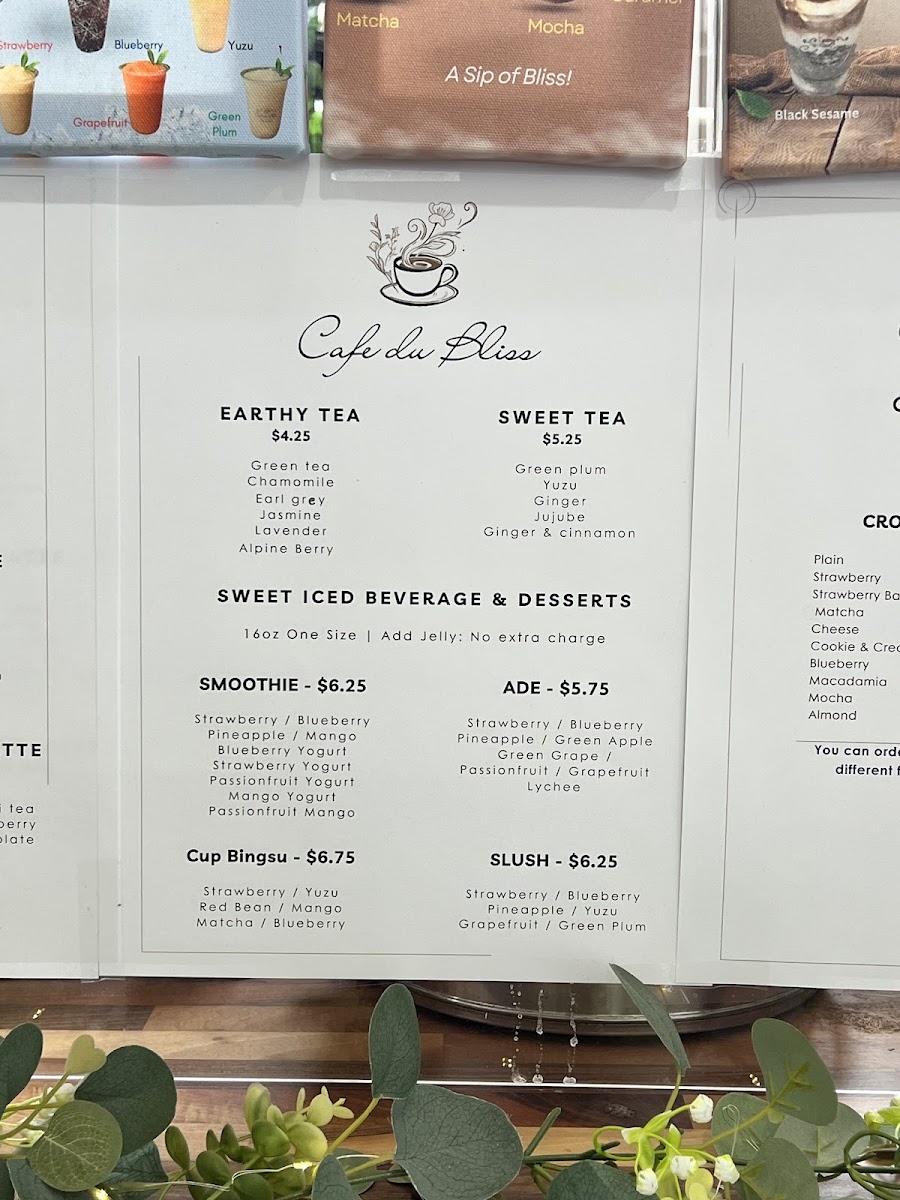 Strawberry
Blueberry
Yuzu
Grapefruit
Green
Plum
Matcha
Mocha
A Sip of Bliss!
Black Sesame
Cafe du Bliss
EARTHY TEA
$4.25
Green tea
Chamomile
Earl grey
Jasmine
Lavender
Alpine Berry
SWEET TEA
$5.25
Green plum
Yuzu
Ginger
Jujube
Ginger & cinnamon
SWEET ICED BEVERAGE & DESSERTS
16oz One Size | Add Jelly: No extra charge
SMOOTHIE - $6.25
Strawberry / Blueberry
Pineapple / Mango
Blueberry Yogurt
Strawberry Yogurt
Passionfruit Yogurt
Mango Yogurt
Passionfruit Mango
ADE - $5.75
Strawberry / Blueberry
Pineapple / Green Apple
Green Grape /
Passionfruit / Grapefruit
Lychee
Cup Bingsu - $6.75
Strawberry / Yuzu
Red Bean / Mango
Matcha / Blueberry
SLUSH - $6.25
Strawberry / Blueberry
Pineapple / Yuzu
Grapefruit / Green Plum
TTE
tea
CRO
Plain
Strawberry
Strawberry Ba
Matcha
Cheese
Cookie & Cre
Blueberry
Macadamia
Mocha
Almond
You can ord
different f